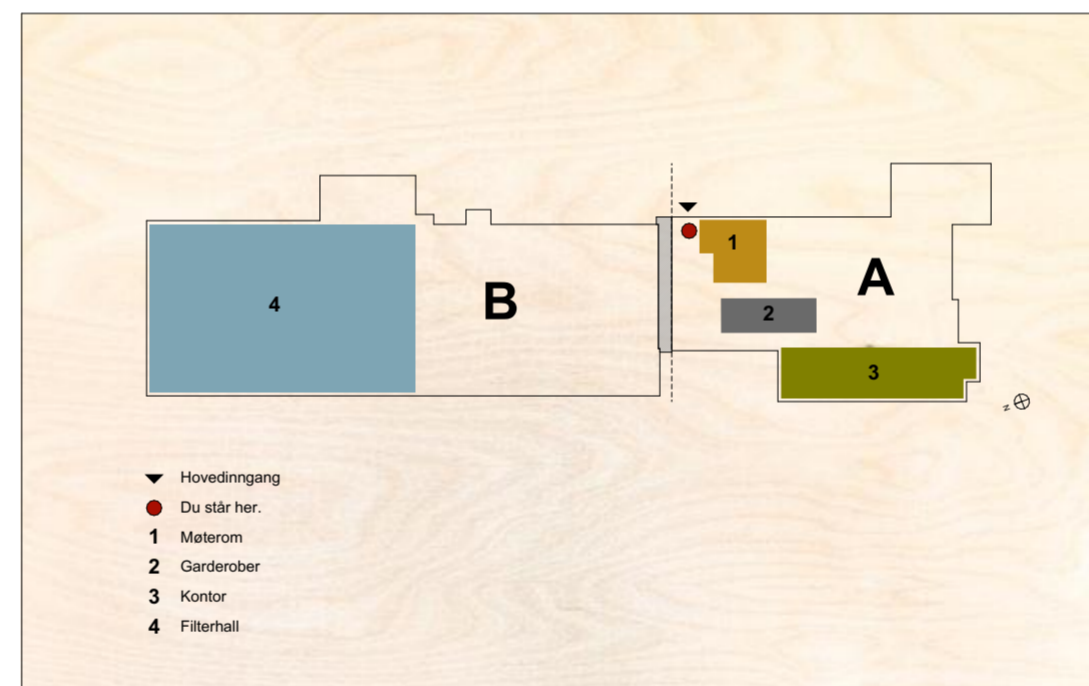 1
A
B
4
2
3
N
Hovedinngang
Du står her.
1 Møterom
2 Garderober
3 Kontor
4 Filterhall